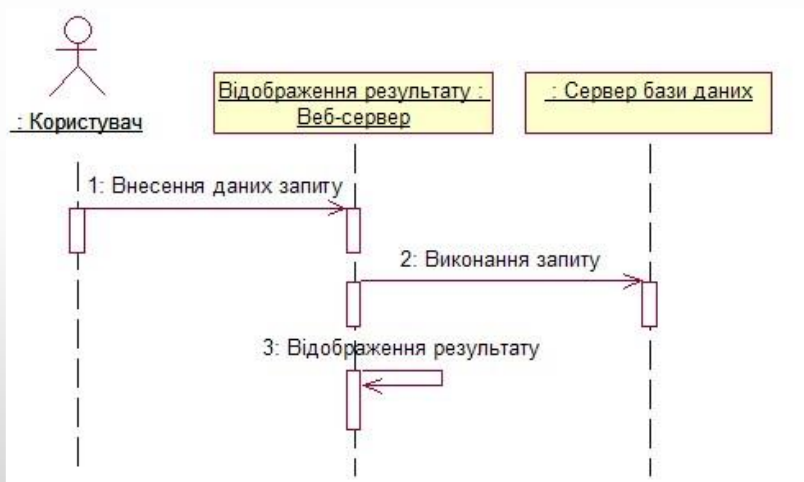 : Користувач
Відображення результату :
Веб-сервер
: Сервер бази даних
1: Внесення даних запиту
2: Виконання запиту
3: Відображення результату